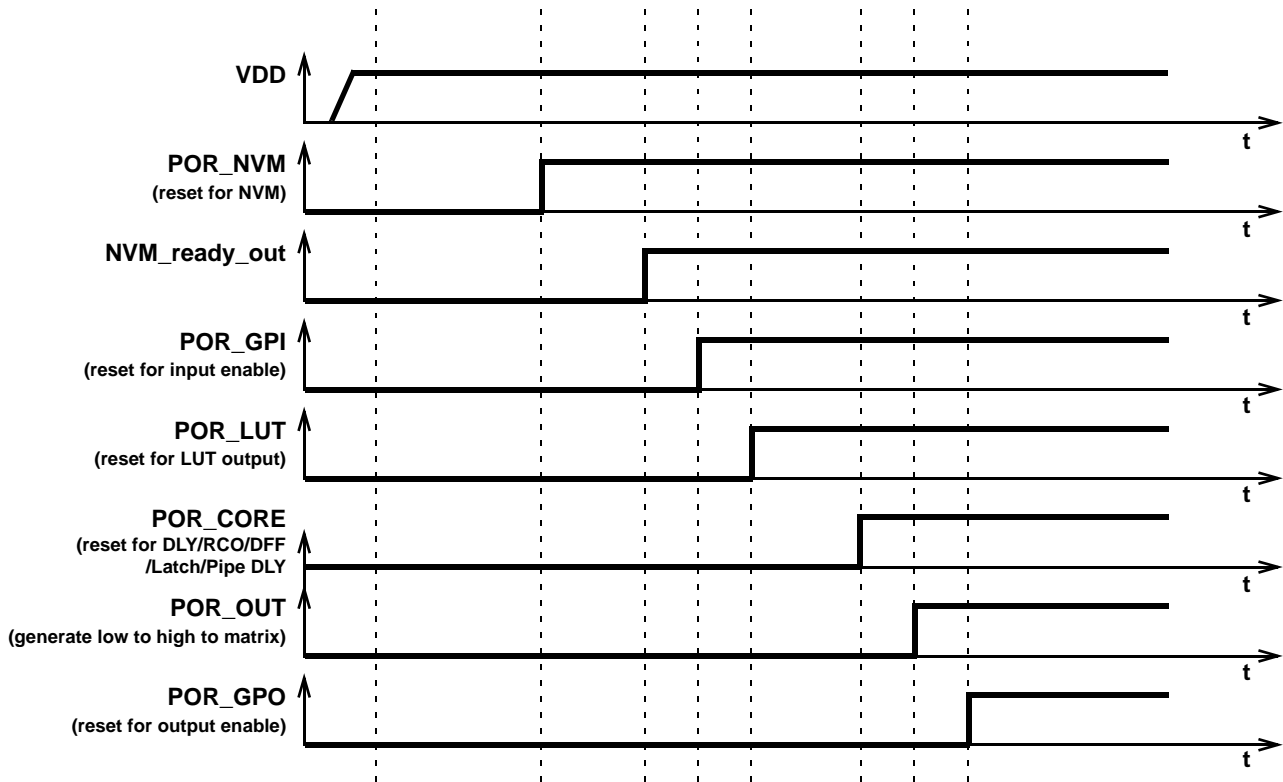 VDD
t
POR_NVM
(reset for NVM)
t
NVM_ready_out
t
POR_GPI
(reset for input enable)
t
POR_LUT
(reset for LUT output)
t
POR_CORE
(reset for DLY/RCO/DFF
/Latch/Pipe DLY
t
POR_OUT
(generate low to high to matrix)
t
POR_GPO
(reset for output enable)
t